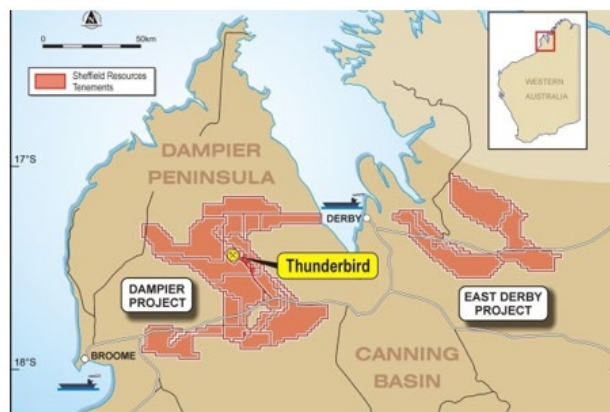 0
50km
Sheffield Resources
Tenements
WESTERN
AUSTRALIA
17°S
DAMPIER
PENINSULA
DERBY
Thunderbird
DAMPIER
PROJECT
EAST DERBY
PROJECT
BROOME
18°S
CANNING
BASIN